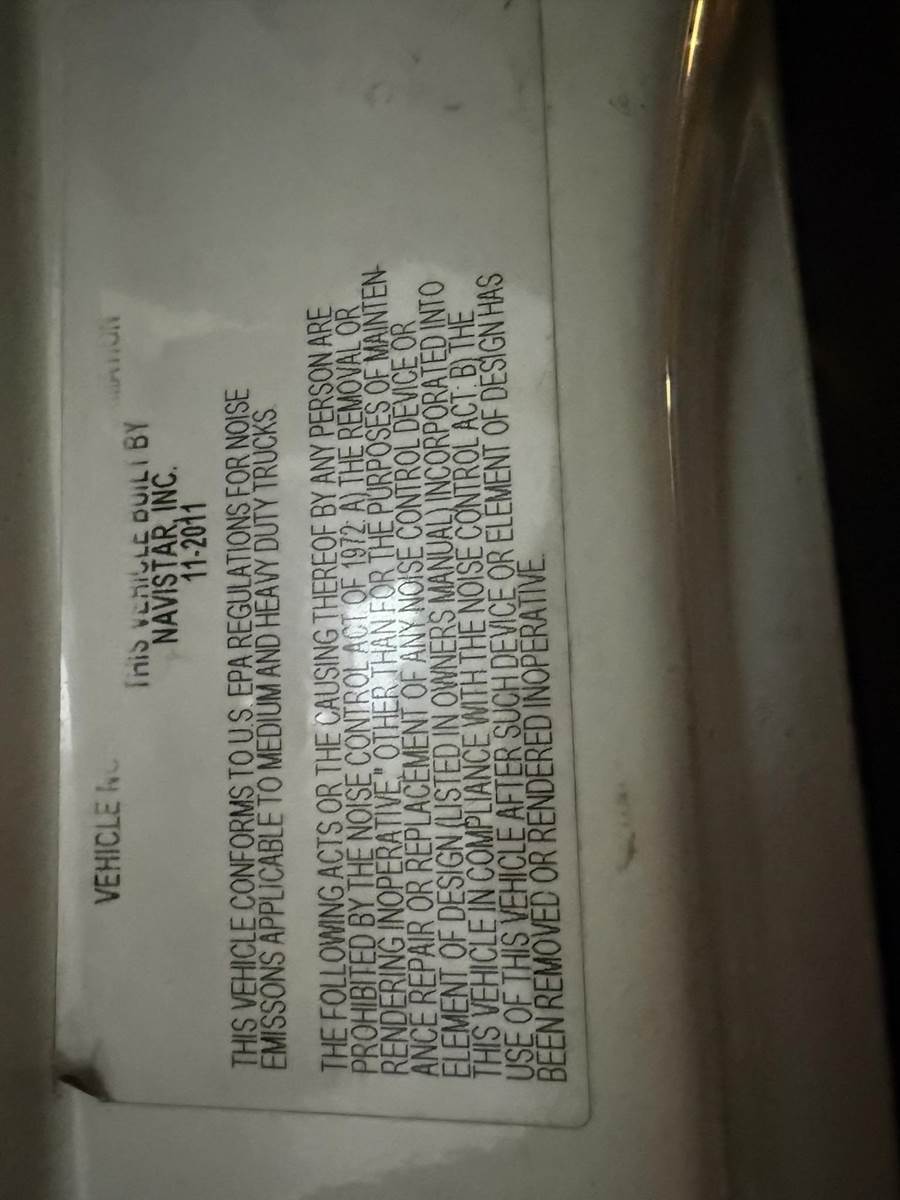 VEHICLE
THIS VEHICLE BUILT BY
NAVISTAR, INC.
11-2011
THIS VEHICLE CONFORMS TO U.S. EPA REGULATIONS FOR NOISE
EMISSONS APPLICABLE TO MEDIUM AND HEAVY DUTY TRUCKS.
THE FOLLOWING ACTS OR THE CAUSING THEREOF BY ANY PERSON ARE
PROHIBITED BY THE NOISE CONTROL ACT OF 1972: A) THE REMOVAL OR
RENDERING INOPERATIVE," OTHER THAN FOR THE PURPOSES OF MAINTEN-
ANCE REPAIR OR REPLACEMENT OF ANY NOISE CONTROL DEVICE OR
ELEMENT OF DESIGN (LISTED IN OWNERS MANUAL) INCORPORATED INTO
THIS VEHICLE IN COMPLIANCE WITH THE NOISE CONTROL ACT: B) THE
USE OF THIS VEHICLE AFTER SUCH DEVICE OR ELEMENT OF DESIGN HAS
BEEN REMOVED OR RENDERED INOPERATIVE.